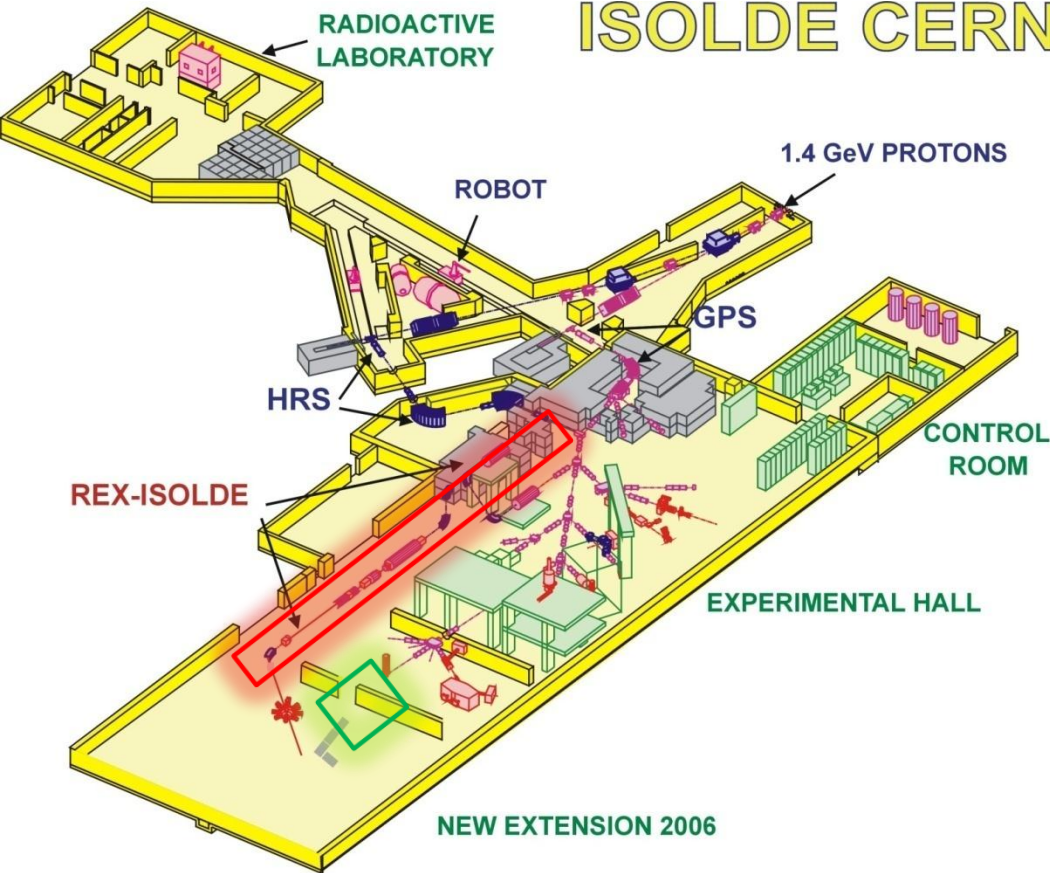 ISOLDE CERN
RADIOACTIVE
LABORATORY
1.4 GeV PROTONS
ROBOT
GPS
HRS
CONTROL
ROOM
REX-ISOLDE
EXPERIMENTAL HALL
NEW EXTENSION 2006